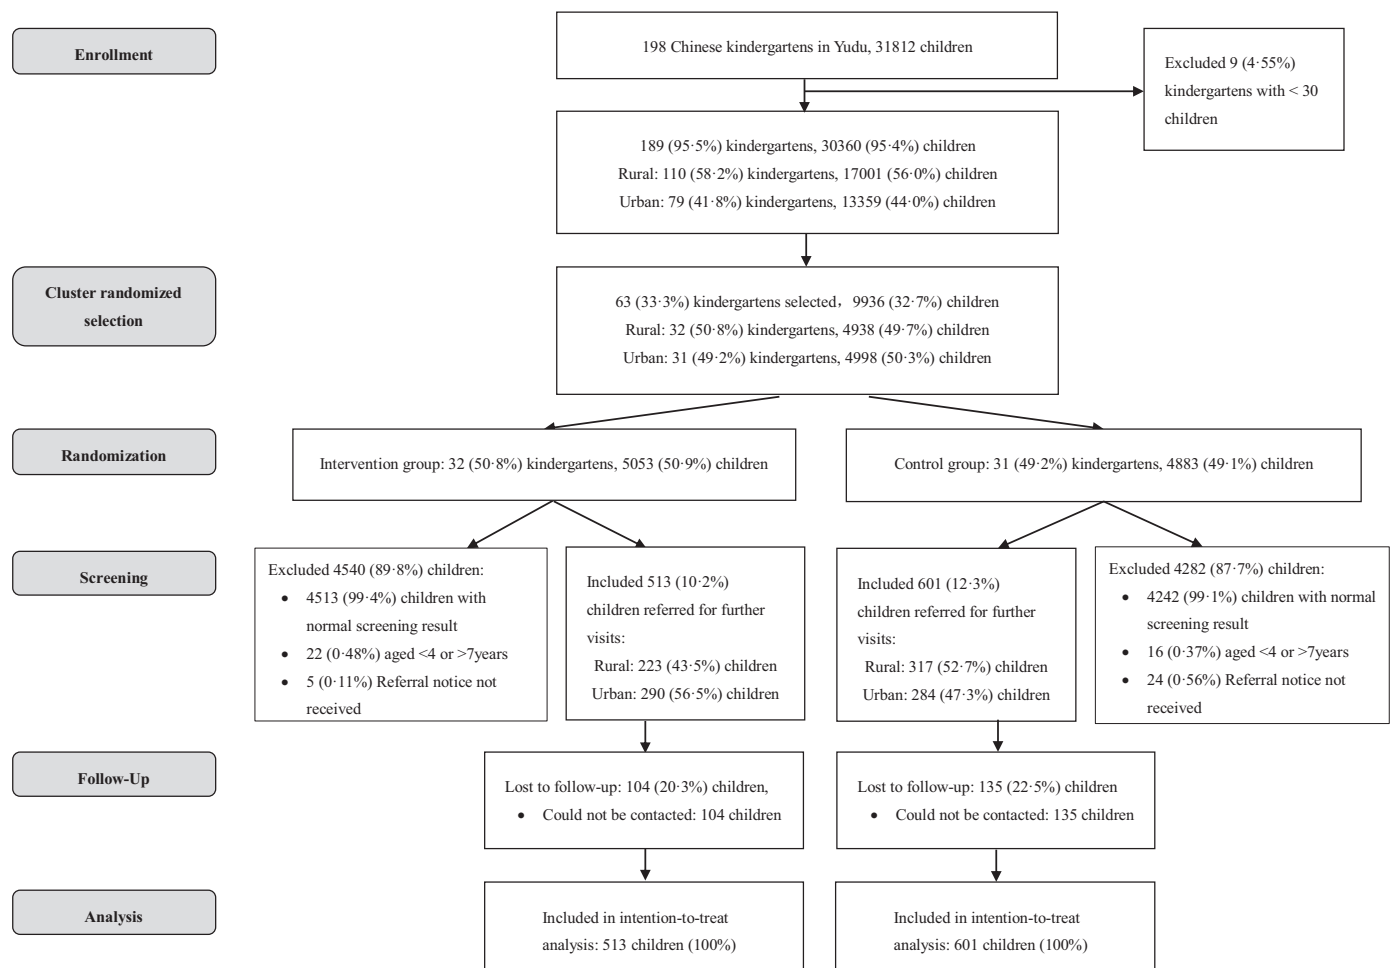 Enrollment
198 Chinese kindergartens in Yudu, 31812 children
Excluded 9 (4·55%)
kindergartens with < 30
children
189 (95·5%) kindergartens, 30360 (95·4%) children
Rural: 110 (58·2%) kindergartens, 17001 (56·0%) children
Urban: 79 (41·8%) kindergartens, 13359 (44·0%) children
Cluster randomized
selection
63 (33·3%) kindergartens selected，9936 (32·7%) children
Rural: 32 (50·8%) kindergartens, 4938 (49·7%) children
Urban: 31 (49·2%) kindergartens, 4998 (50·3%) children
Randomization
Intervention group: 32 (50·8%) kindergartens, 5053 (50·9%) children
Control group: 31 (49·2%) kindergartens, 4883 (49·1%) children
Screening
Excluded 4540 (89·8%) children:
• 4513 (99·4%) children with
normal screening result
• 22 (0·48%) aged <4 or >7years
• 5 (0·11%) Referral notice not
received
Included 513 (10·2%)
children referred for further
visits:
Rural: 223 (43·5%) children
Urban: 290 (56·5%) children
Included 601 (12·3%)
children referred for further
visits:
Rural: 317 (52·7%) children
Urban: 284 (47·3%) children
Excluded 4282 (87·7%) children:
• 4242 (99·1%) children with normal
screening result
• 16 (0·37%) aged <4 or >7years
• 24 (0·56%) Referral notice not
received
Follow-Up
Lost to follow-up: 104 (20·3%) children,
• Could not be contacted: 104 children
Lost to follow-up: 135 (22·5%) children
• Could not be contacted: 135 children
Analysis
Included in intention-to-treat
analysis: 513 children (100%)
Included in intention-to-treat
analysis: 601 children (100%)